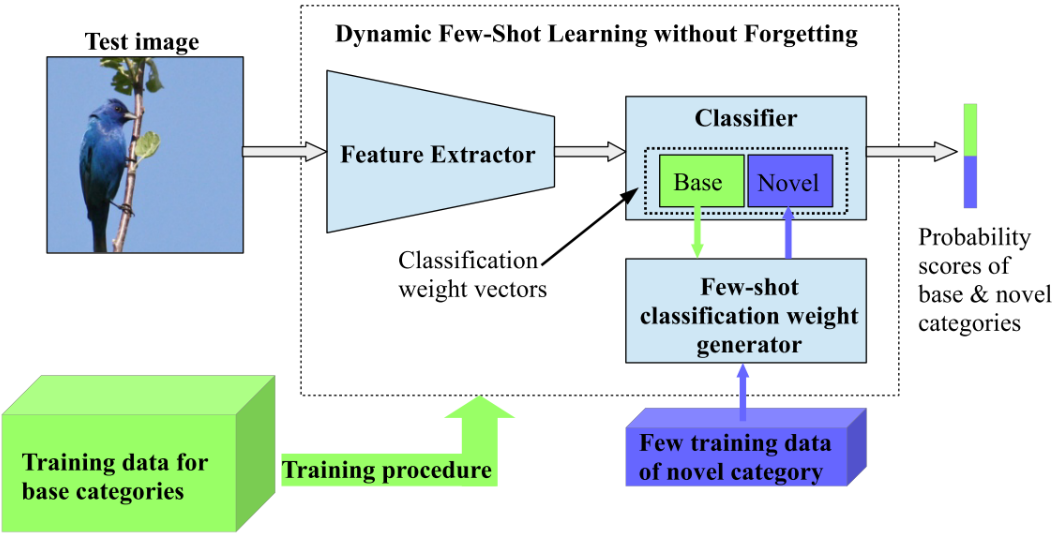 Test image
Dynamic Few-Shot Learning without Forgetting
Feature Extractor
Classifier
Base
Novel
Classification
weight vectors
Few-shot
classification weight
generator
Probability
scores of
base & novel
categories
Training data for
base categories
Training procedure
Few training data
of novel category